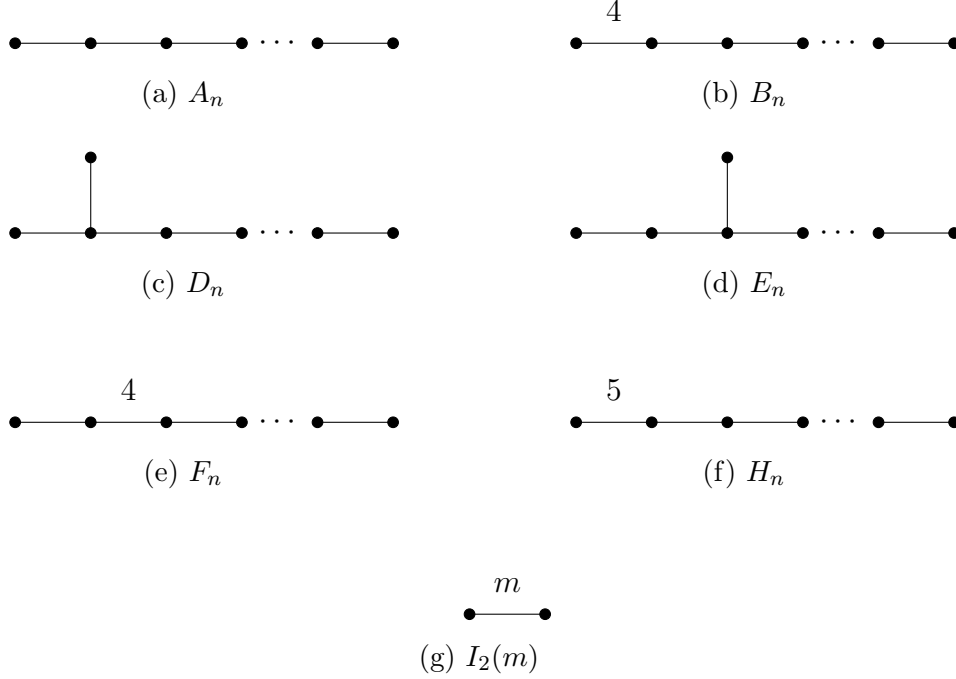 4
(a) $A_n$
(b) $B_n$
(c) $D_n$
(d) $E_n$
4
5
(e) $F_n$
(f) $H_n$
m
(g) $I_2(m)$